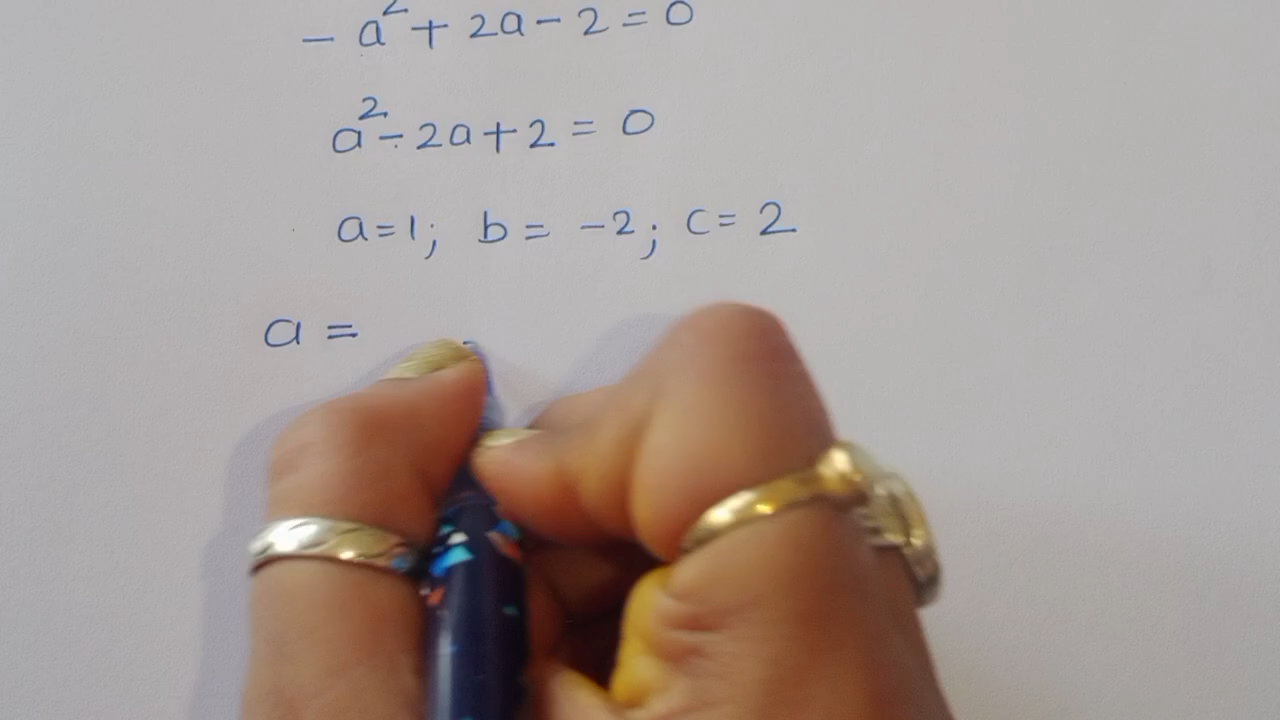 - a² + 2a - 2 = 0
a² - 2a + 2 = 0
a = 1; b = -2; c = 2
a =